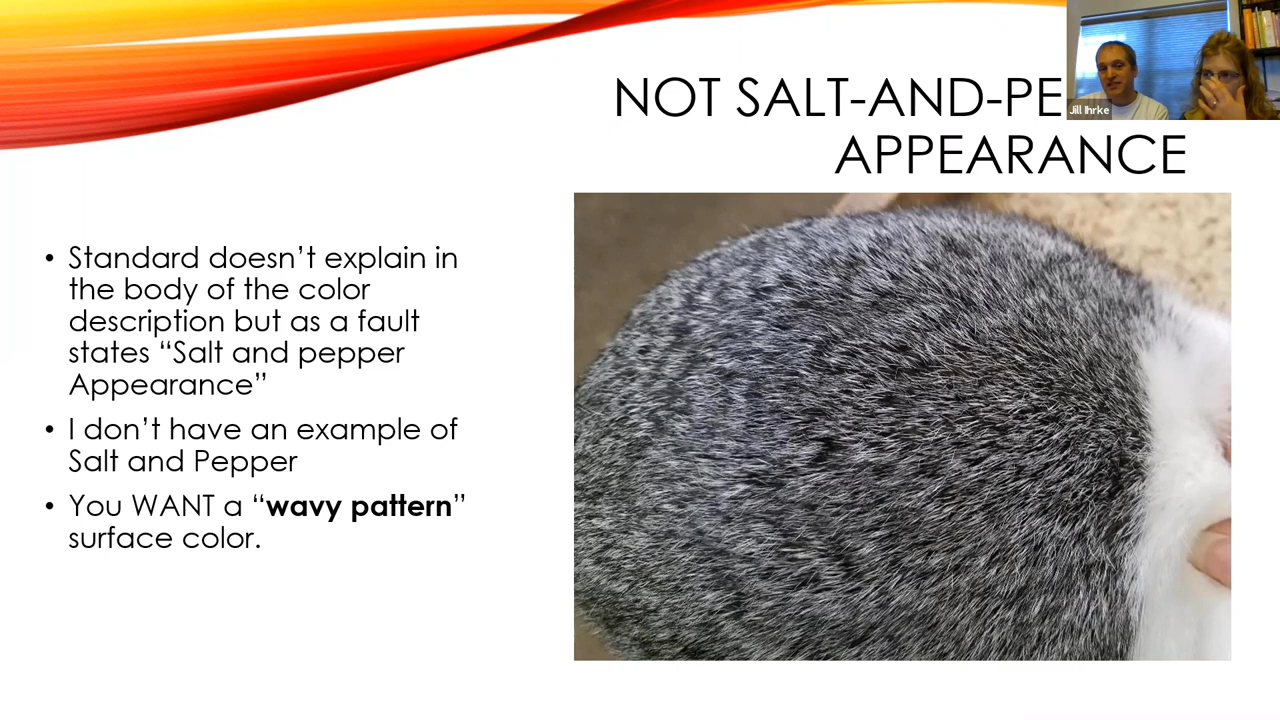 NOT SALT-AND-PE
APPEARANCE
Jill Ihrke
• Standard doesn’t explain in
the body of the color
description but as a fault
states “Salt and pepper
Appearance”
• I don’t have an example of
Salt and Pepper
• You WANT a “wavy pattern”
surface color.